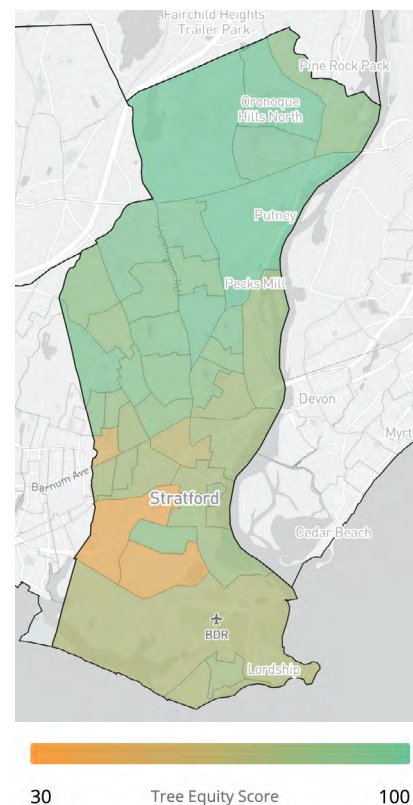 Fairchild Heights
Trailer Park
Pine Rock Park
Oronoque
Hills North
Putney
Pecks Mill
Devon
Myrt
Barnum Ave
Stratford
Cedar Beach
BDR
Lordship
30
Tree Equity Score
100